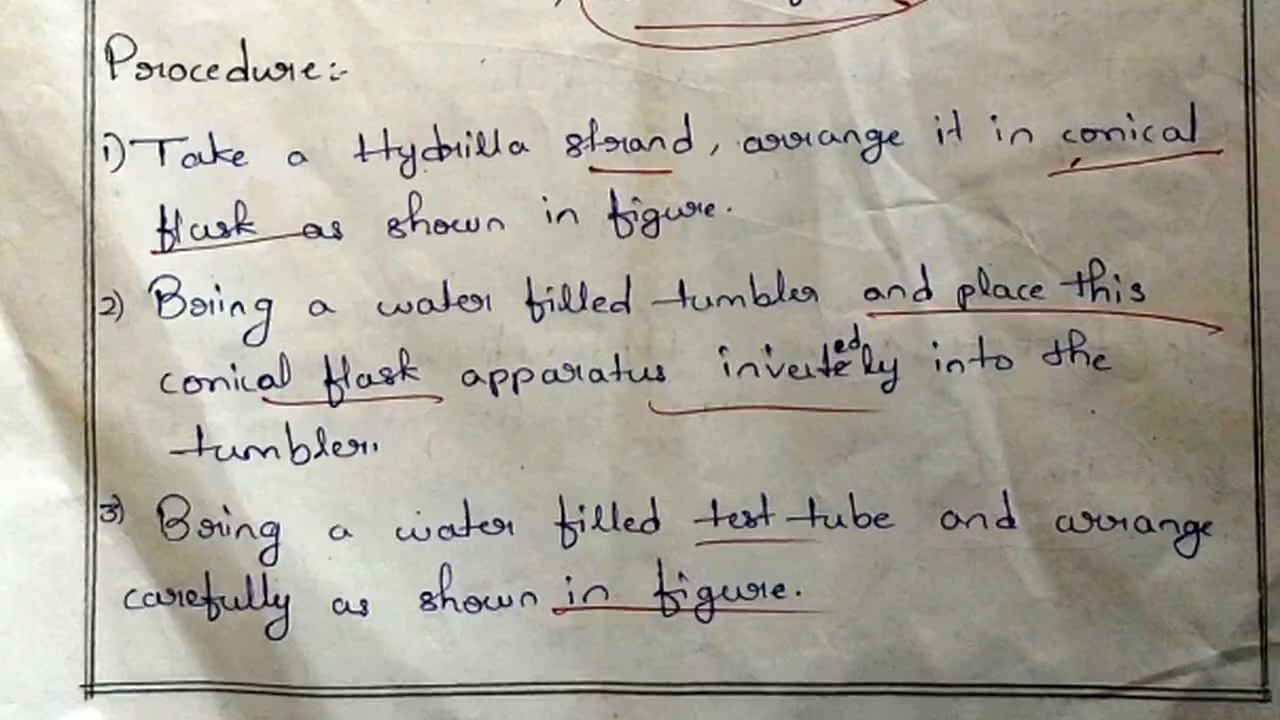 Procedure:-
1) Take a Hydrilla strand, arrange it in conical
flask as shown in figure.
2) Bring a water filled tumbler and place this
conical flask apparatus invertedly into the
tumbler.
3) Bring a water filled test tube and arrange
carefully as shown in figure.